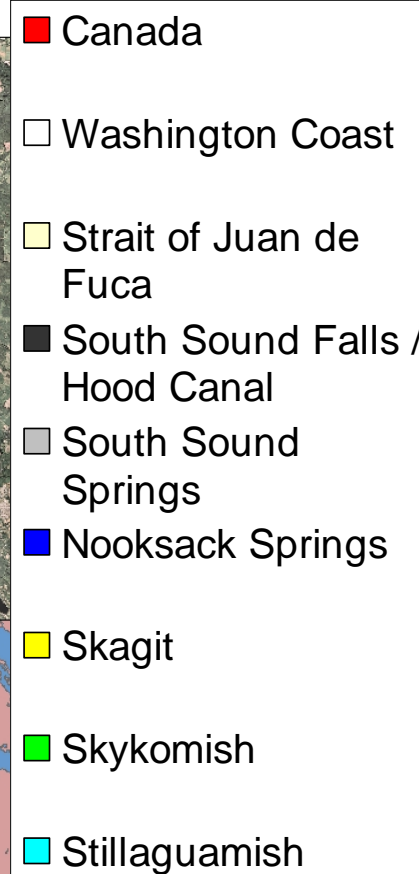 Canada
Washington Coast
Strait of Juan de
Fuca
South Sound Falls /
Hood Canal
South Sound
Springs
Nooksack Springs
Skagit
Skykomish
Stillaguamish